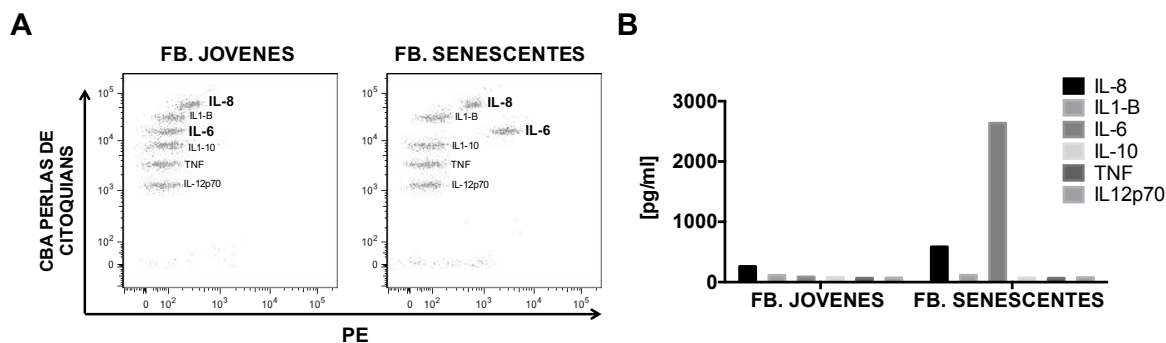 A
B
FB. JOVENES
FB. SENESCENTES
10^5
10^4
10^3
10^2
0
IL-8
IL1-B
IL-6
IL1-10
TNF
IL-12p70
0
10^2
10^3
10^4
10^5
10^5
10^4
10^3
10^2
0
IL-8
IL1-B
IL-6
IL1-10
TNF
IL-12p70
0
10^2
10^3
10^4
10^5
CBA PERLAS DE
CITOQUIANS
PE
[pg/ml]
3000
2000
1000
0
FB. JOVENES
FB. SENESCENTES
IL-8
IL1-B
IL-6
IL-10
TNF
IL12p70